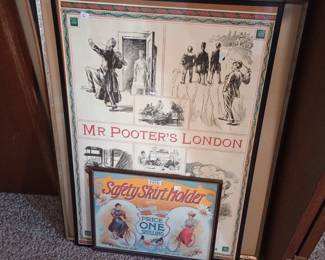 MR POOTER'S LONDON
THE
Safety Skirt Holder
PRICE
ONE
SHILLING